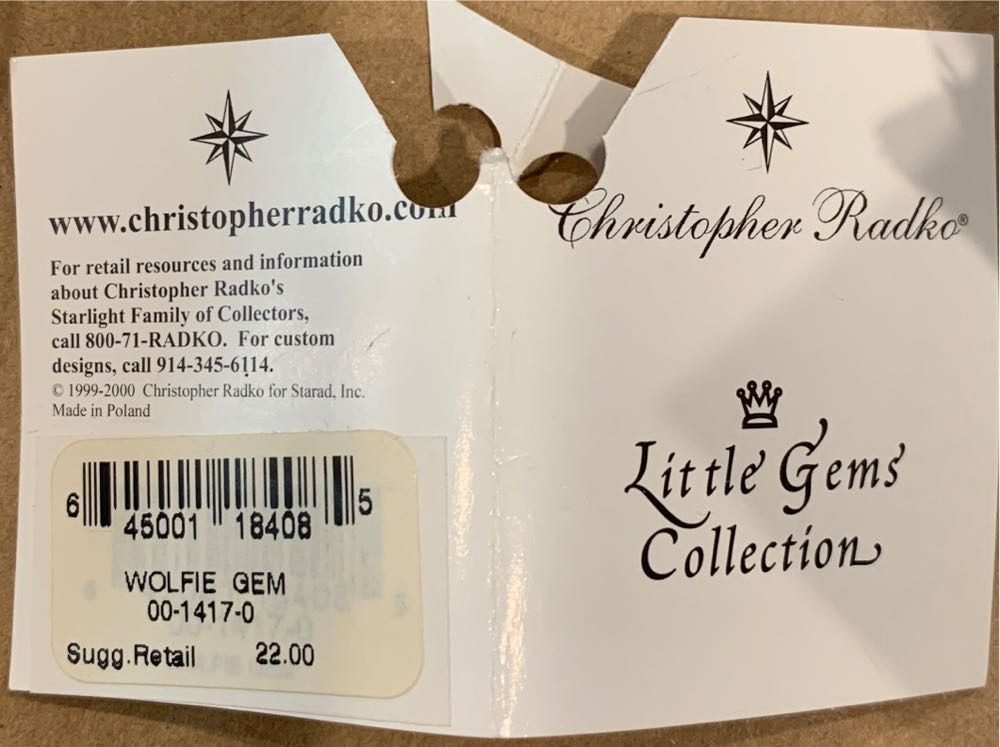 www.christopherradko.com
For retail resources and information
about Christopher Radko's
Starlight Family of Collectors,
call 800-71-RADKO. For custom
designs, call 914-345-6114.
© 1999-2000 Christopher Radko for Starad, Inc.
Made in Poland
6 45001 18408 5
WOLFIE GEM
00-1417-0
Sugg.Retail 22.00
Christopher Radko®
Little Gems
Collection